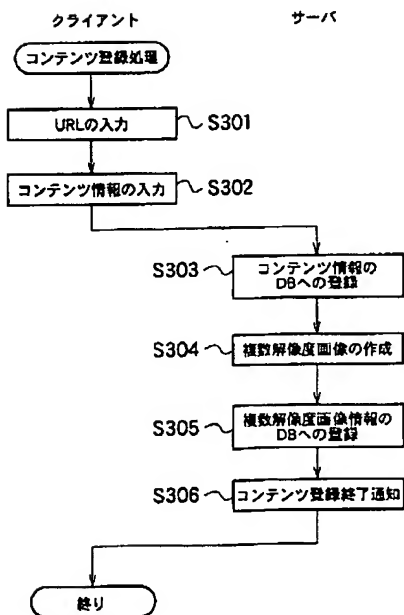 クライアント
サーバ
コンテンツ登録処理
URLの入力
S301
コンテンツ情報の入力
S302
S303
コンテンツ情報の
DBへの登録
S304
複数解像度画像の作成
S305
複数解像度画像情報の
DBへの登録
S306
コンテンツ登録終了通知
終り